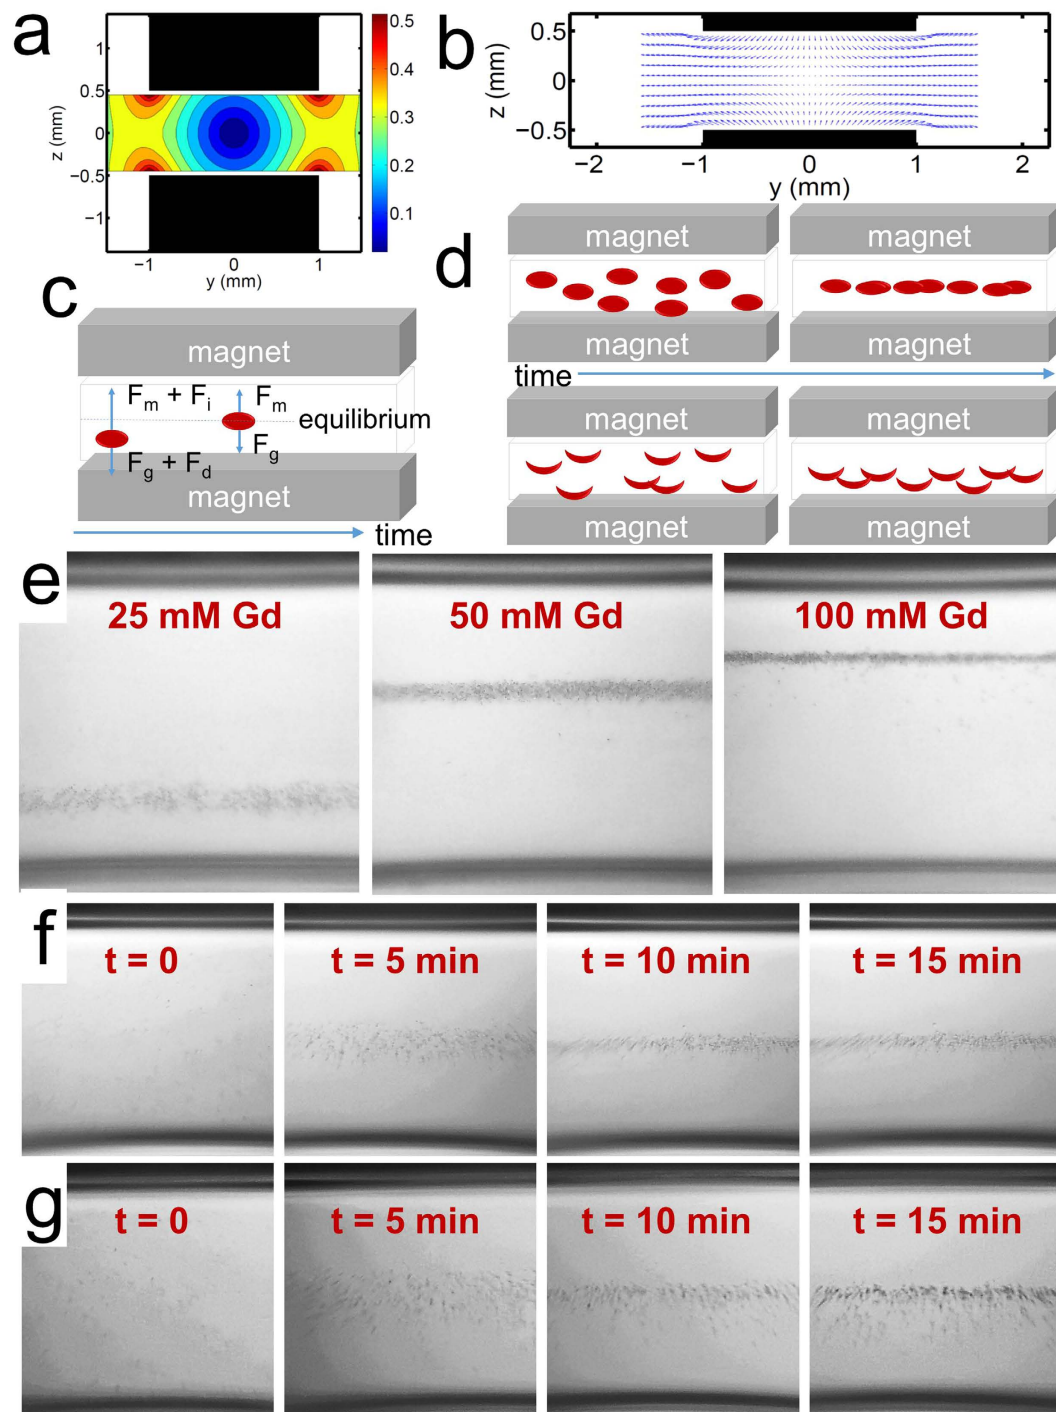 a
1
0.5
0
−0.5
−1
z (mm)
−1
0
1
y (mm)
0.5
0.4
0.3
0.2
0.1
b
0.5
0
−0.5
z (mm)
−2
−1
0
1
2
y (mm)
c
magnet
Fm + Fi
Fm
equilibrium
Fg
Fg + Fd
magnet
time
d
magnet
magnet
magnet
magnet
time
magnet
magnet
magnet
magnet
e
25 mM Gd
50 mM Gd
100 mM Gd
f
t = 0
t = 5 min
t = 10 min
t = 15 min
g
t = 0
t = 5 min
t = 10 min
t = 15 min